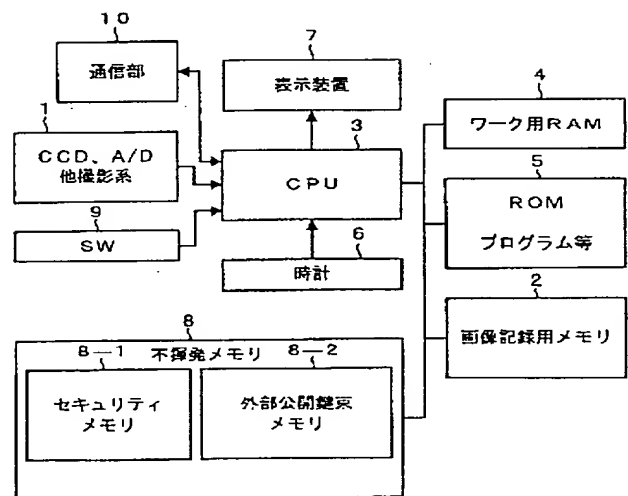 10
通信部
7
表示装置
4
ワーク用RAM
1
CCD、A/D
他撮影系
3
CPU
5
ROM
プログラム等
9
SW
6
時計
2
画像記録用メモリ
8
不揮発メモリ
8―1
セキュリティ
メモリ
8―2
外部公開鍵束
メモリ